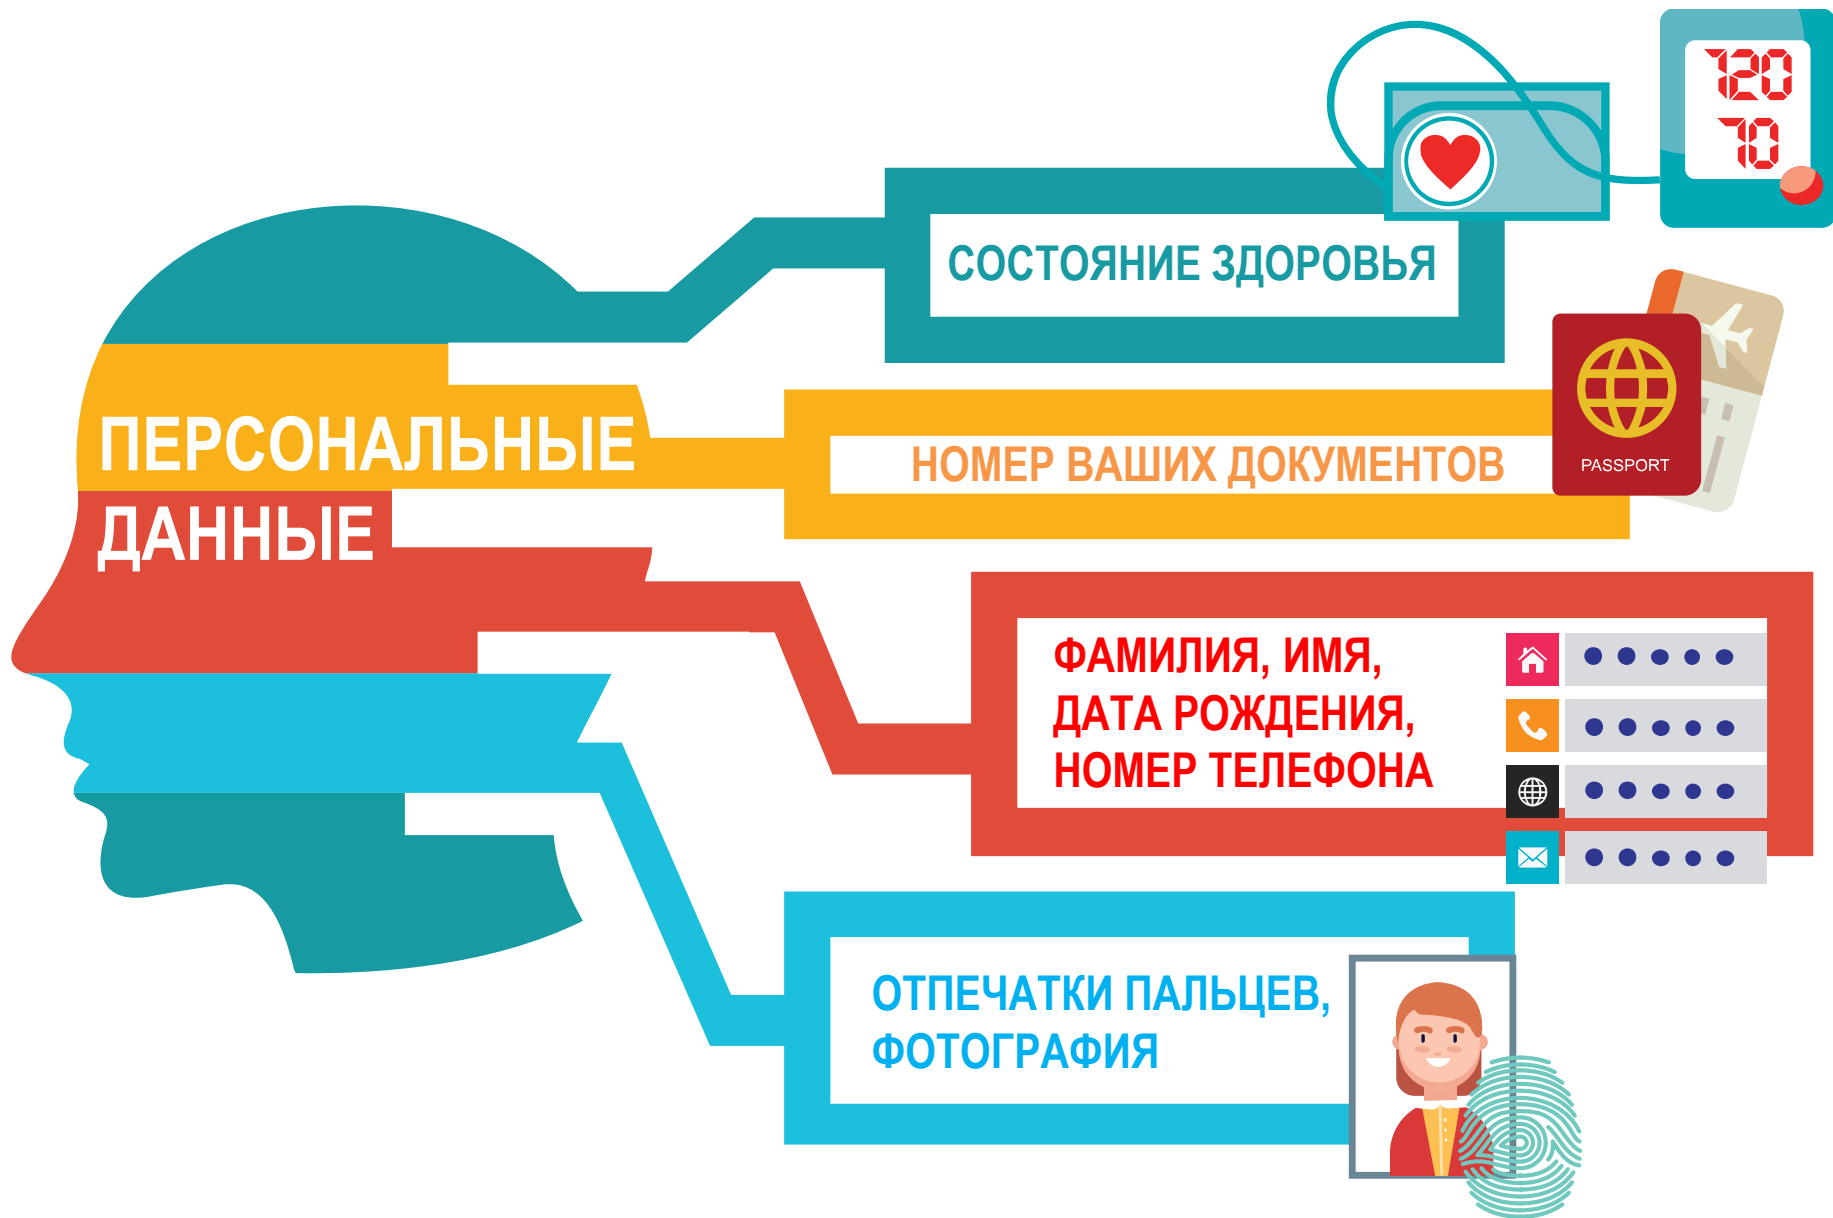 120
70
СОСТОЯНИЕ ЗДОРОВЬЯ
ПЕРСОНАЛЬНЫЕ
ДАННЫЕ
НОМЕР ВАШИХ ДОКУМЕНТОВ
PASSPORT
ФАМИЛИЯ, ИМЯ,
ДАТА РОЖДЕНИЯ,
НОМЕР ТЕЛЕФОНА
ОТПЕЧАТКИ ПАЛЬЦЕВ,
ФОТОГРАФИЯ